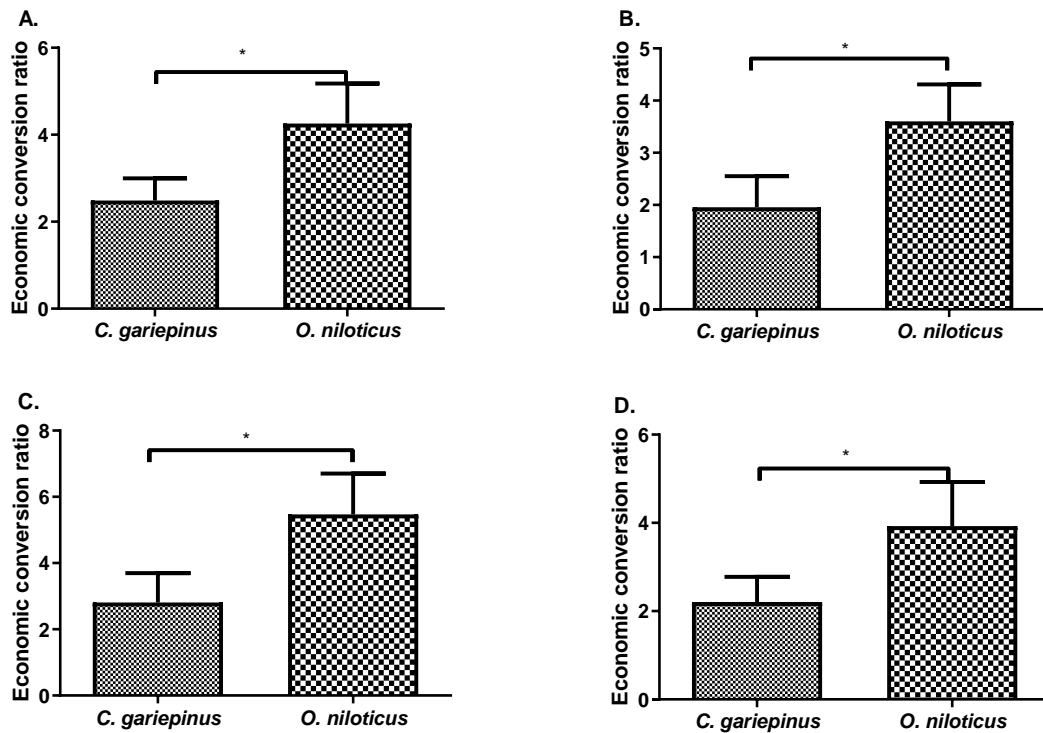 A.
Economic conversion ratio
6
4
2
0
*
C. gariepinus
O. niloticus
B.
Economic conversion ratio
5
4
3
2
1
0
*
C. gariepinus
O. niloticus
C.
Economic conversion ratio
8
6
4
2
0
*
C. gariepinus
O. niloticus
D.
Economic conversion ratio
6
4
2
0
*
C. gariepinus
O. niloticus